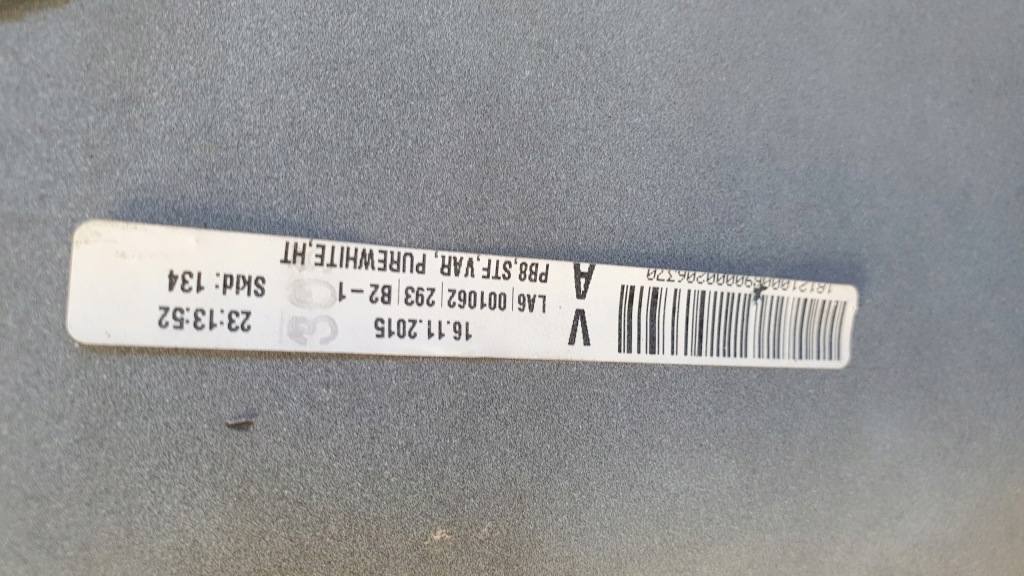 16.11.2015 23:13:52
LA6|001062|293|B2-1 Skid: 134
PB8,STF,VAR, PUREWHITE,HT
A
V